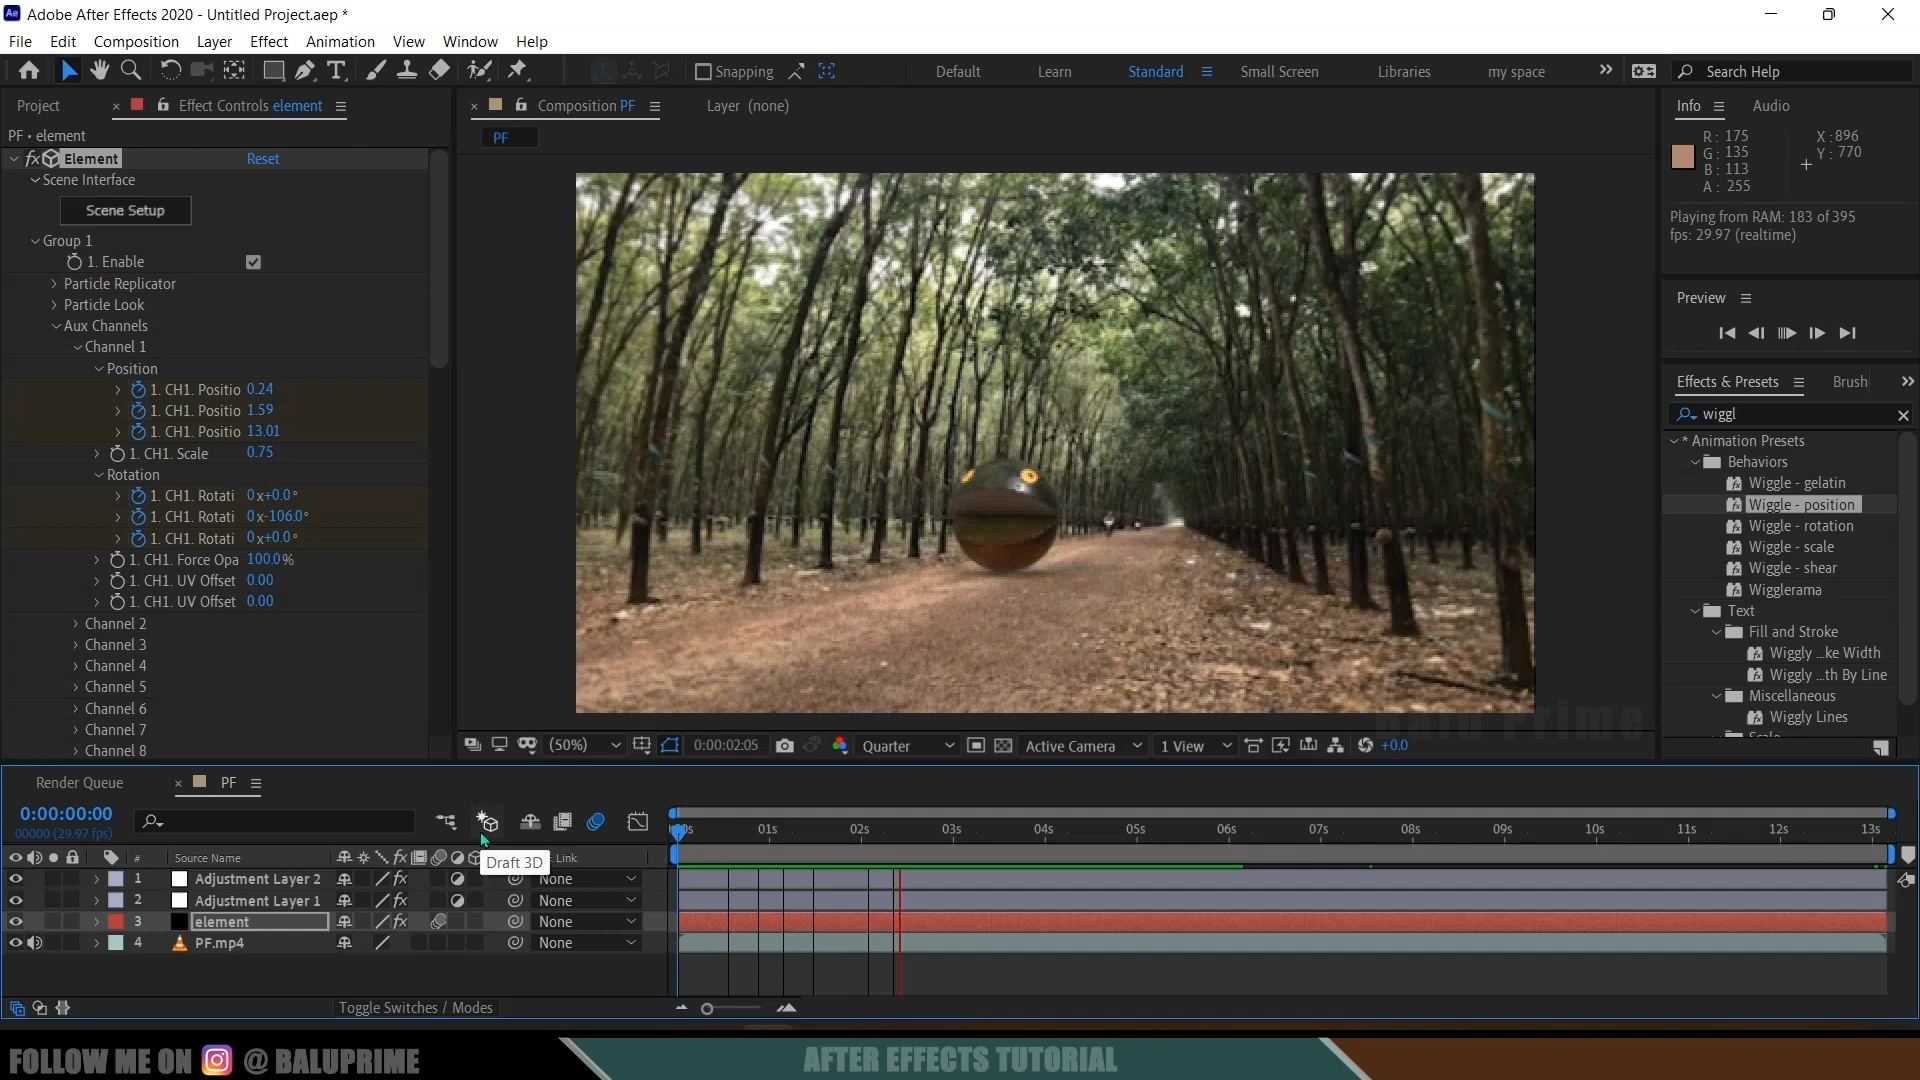 Adobe After Effects 2020 - Untitled Project.aep *
File Edit Composition Layer Effect Animation View Window Help
Snapping
Default Learn Standard Small Screen Libraries my space
Search Help
Project
Effect Controls element
Composition PF
Layer (none)
Info
Audio
PF • element
PF
R: 175
G: 135
B: 113
A: 255
X: 896
Y: 770
fx Element Reset
Scene Interface
Scene Setup
Group 1
1. Enable
Particle Replicator
Particle Look
Aux Channels
Channel 1
Position
1. CH1. Positio 0.24
1. CH1. Positio 1.59
1. CH1. Positio 13.01
1. CH1. Scale 0.75
Rotation
1. CH1. Rotati 0x+0.0°
1. CH1. Rotati 0x-106.0°
1. CH1. Rotati 0x+0.0°
1. CH1. Force Opa 100.0%
1. CH1. UV Offset 0.00
1. CH1. UV Offset 0.00
Channel 2
Channel 3
Channel 4
Channel 5
Channel 6
Channel 7
Channel 8
Playing from RAM: 183 of 395
fps: 29.97 (realtime)
Preview
Effects & Presets Brush
wiggl
* Animation Presets
Behaviors
Wiggle - gelatin
Wiggle - position
Wiggle - rotation
Wiggle - scale
Wiggle - shear
Wigglerama
Text
Fill and Stroke
Wiggly ...ke Width
Wiggly ...th By Line
Miscellaneous
Wiggly Lines
Scale
Balu Prime
(50%) 0:00:02:05 Quarter Active Camera 1 View +0.0
Render Queue
PF
0:00:00:00
00000 (29.97 fps)
01s 02s 03s 04s 05s 06s 07s 08s 09s 10s 11s 12s 13s
# Source Name fx Link
Draft 3D
1 Adjustment Layer 2 fx None
2 Adjustment Layer 1 fx None
3 element fx None
4 PF.mp4 None
Toggle Switches / Modes
FOLLOW ME ON @ BALUPRIME
AFTER EFFECTS TUTORIAL